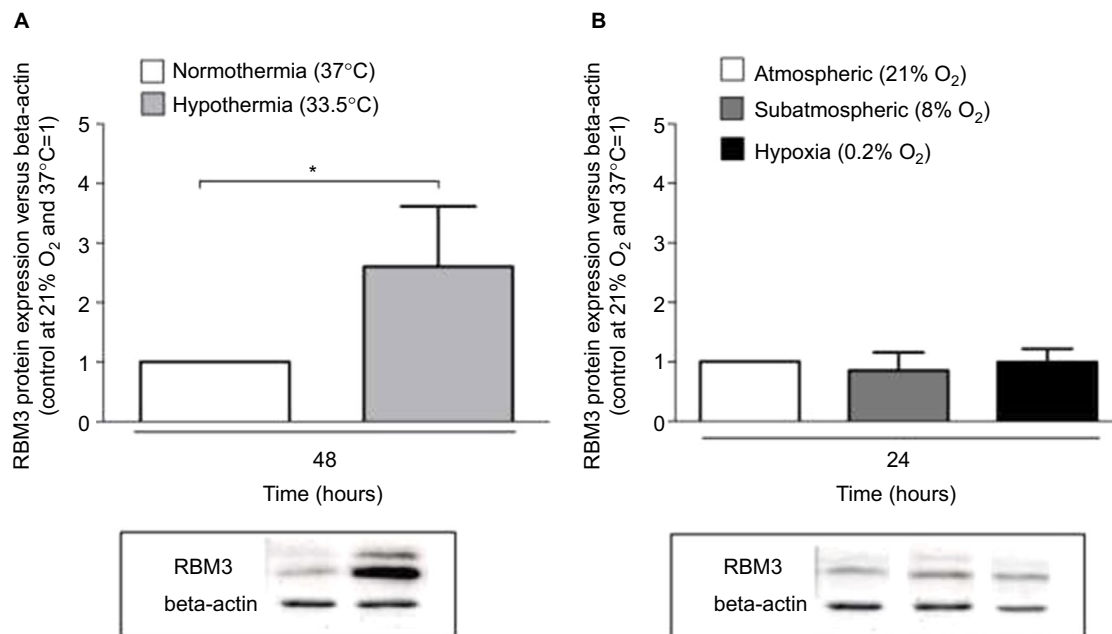 A
Normothermia (37°C)
Hypothermia (33.5°C)
RBM3 protein expression versus beta-actin
(control at 21% O₂ and 37°C=1)
5
4
3
2
1
0
*
48
Time (hours)
RBM3
beta-actin
B
Atmospheric (21% O₂)
Subatmospheric (8% O₂)
Hypoxia (0.2% O₂)
RBM3 protein expression versus beta-actin
(control at 21% O₂ and 37°C=1)
5
4
3
2
1
0
24
Time (hours)
RBM3
beta-actin